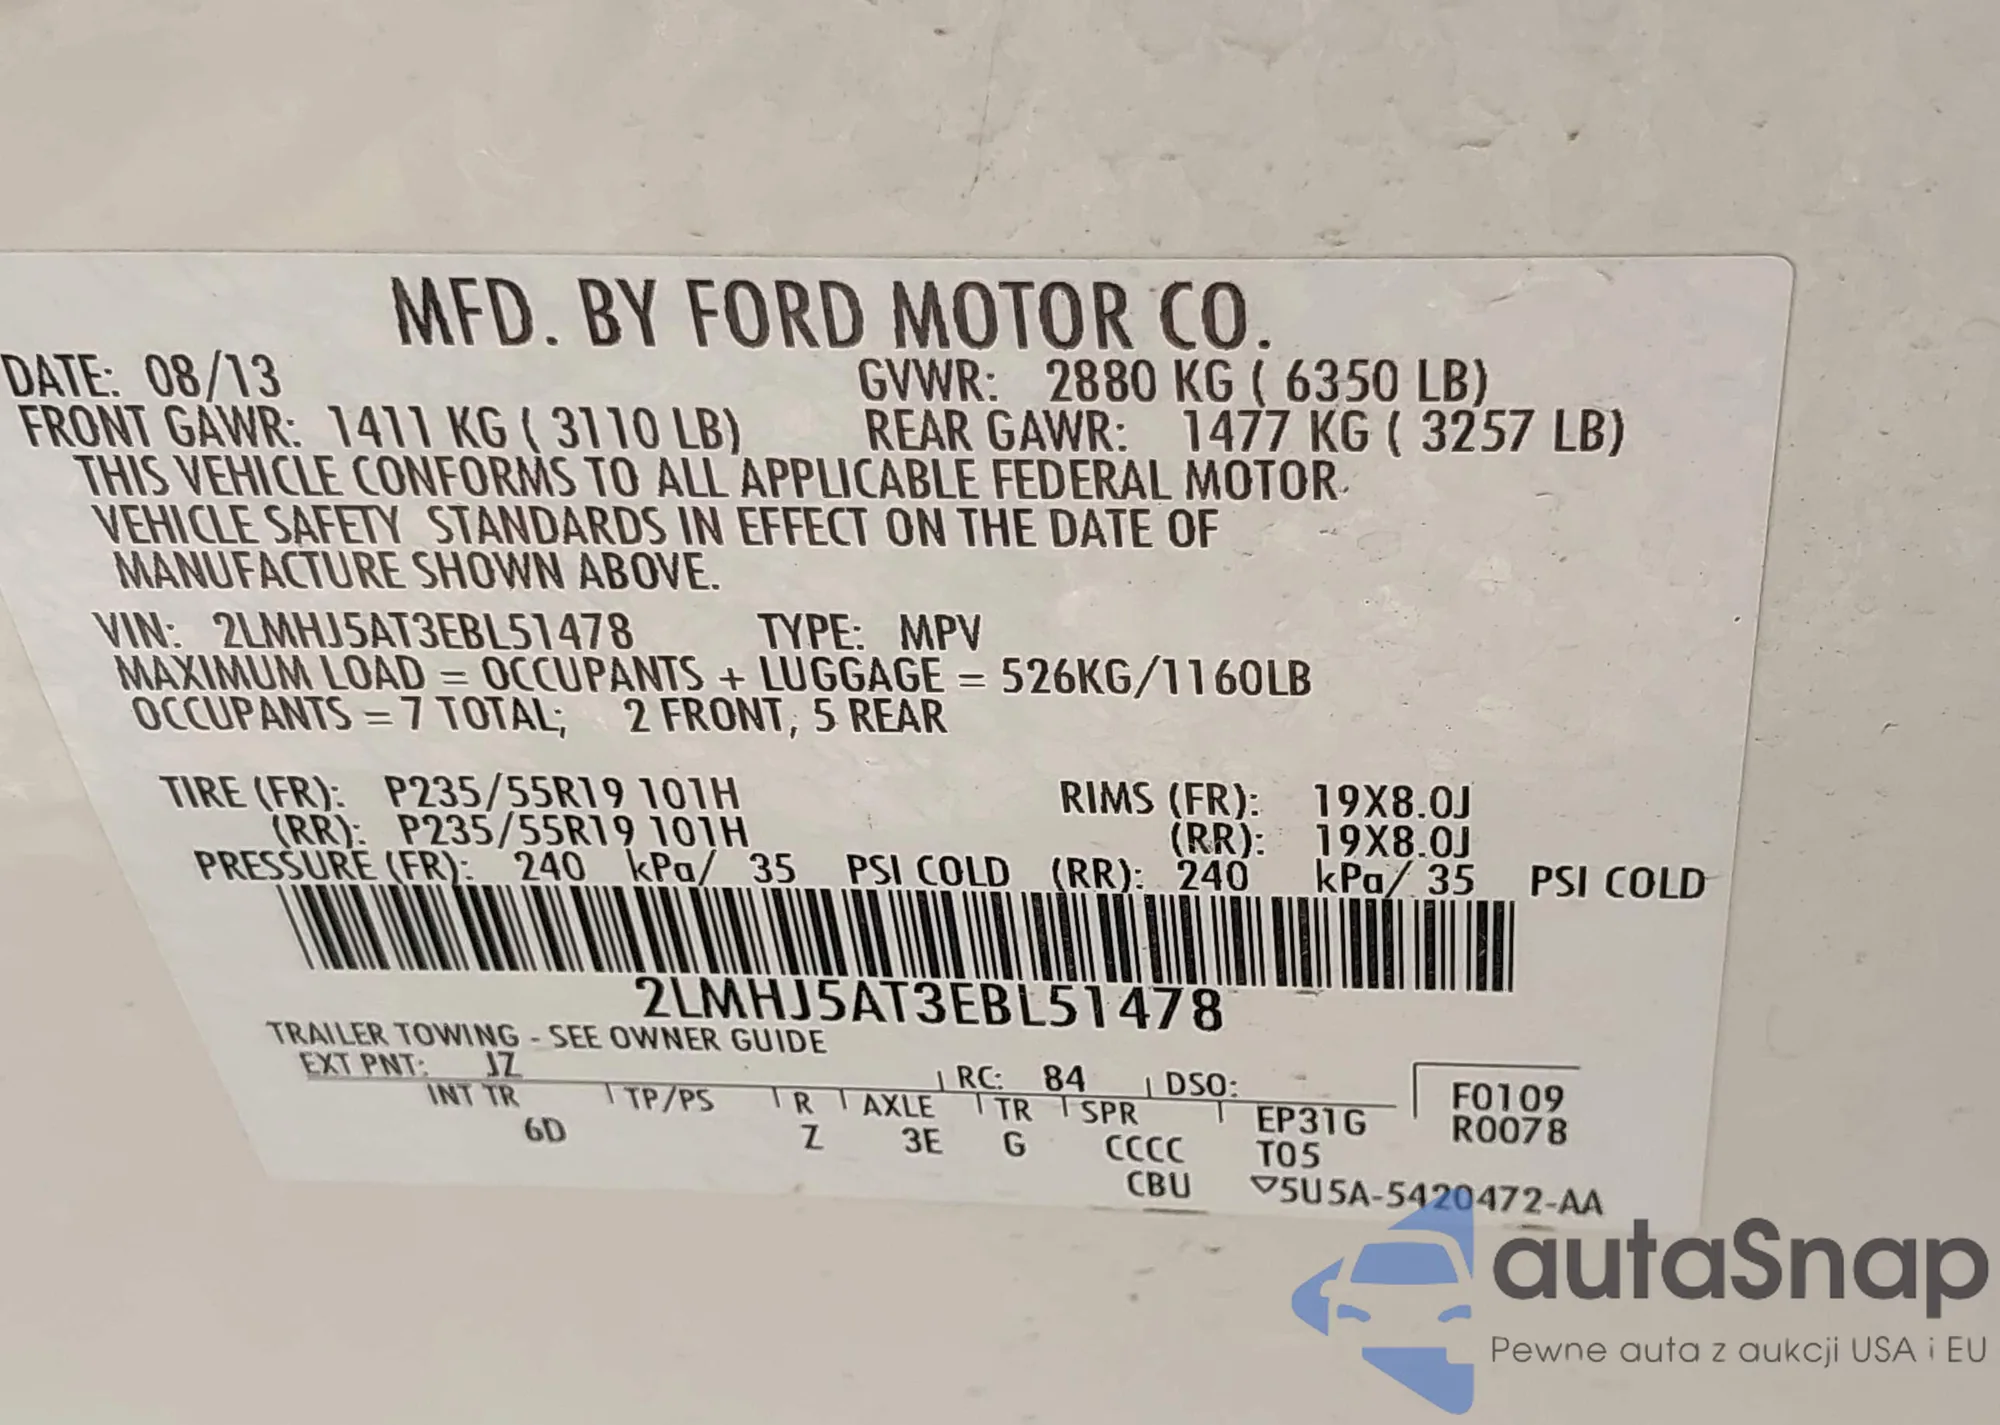 MFD. BY FORD MOTOR CO.
DATE: 08/13 GVWR: 2880 KG ( 6350 LB)
FRONT GAWR: 1411 KG ( 3110 LB) REAR GAWR: 1477 KG ( 3257 LB)
THIS VEHICLE CONFORMS TO ALL APPLICABLE FEDERAL MOTOR
VEHICLE SAFETY STANDARDS IN EFFECT ON THE DATE OF
MANUFACTURE SHOWN ABOVE.
VIN: 2LMHJ5AT3EBL51478 TYPE: MPV
MAXIMUM LOAD = OCCUPANTS + LUGGAGE = 526KG/1160LB
OCCUPANTS = 7 TOTAL; 2 FRONT, 5 REAR
TIRE (FR): P235/55R19 101H RIMS (FR): 19X8.0J
(RR): P235/55R19 101H (RR): 19X8.0J
PRESSURE (FR): 240 kPa/ 35 PSI COLD (RR): 240 kPa/ 35 PSI COLD
2LMHJ5AT3EBL51478
TRAILER TOWING - SEE OWNER GUIDE
EXT PNT: JZ RC: 84 DSO: F0109
INT TR TP/PS R AXLE TR SPR EP31G R0078
6D Z 3E G CCCC T05
CBU ▽5U5A-5420472-AA
autaSnap
Pewne auta z aukcji USA i EU